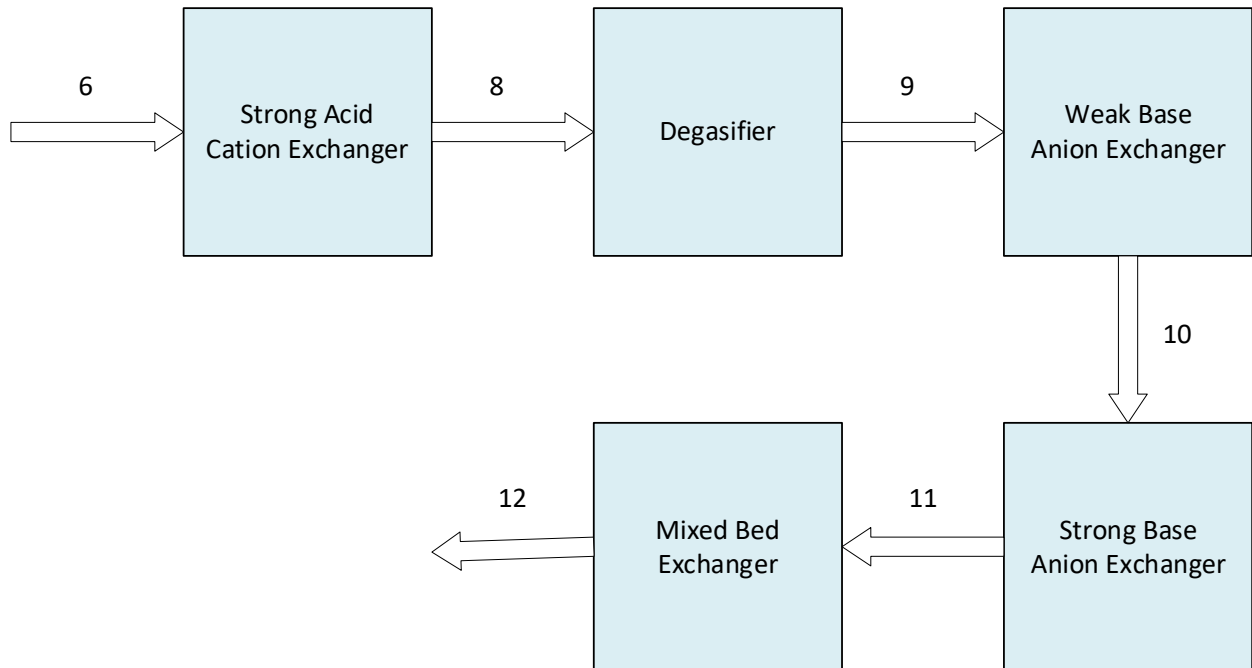 6
Strong Acid
Cation Exchanger
8
Degasifier
9
Weak Base
Anion Exchanger
10
Strong Base
Anion Exchanger
11
Mixed Bed
Exchanger
12